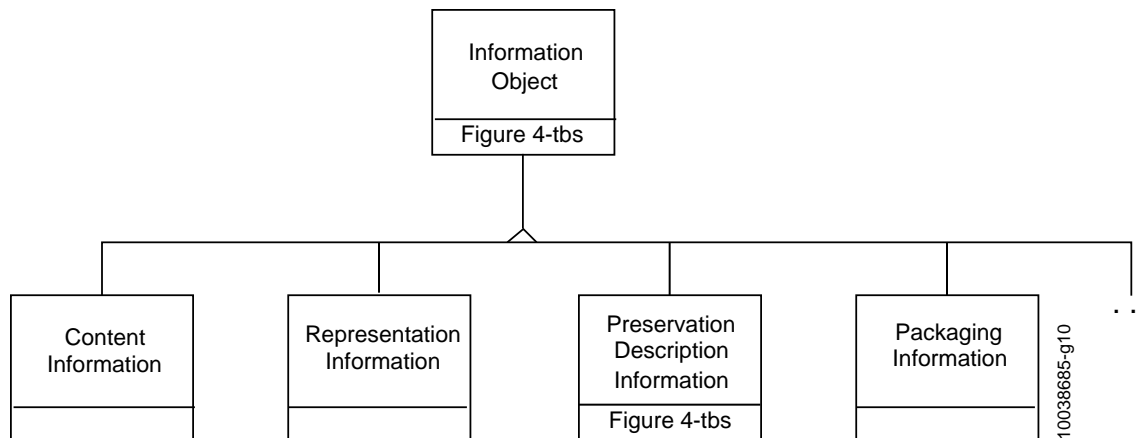 Information
Object
Figure 4-tbs
Content
Information
Representation
Information
Preservation
Description
Information
Figure 4-tbs
Packaging
Information
10038685-g10
. .